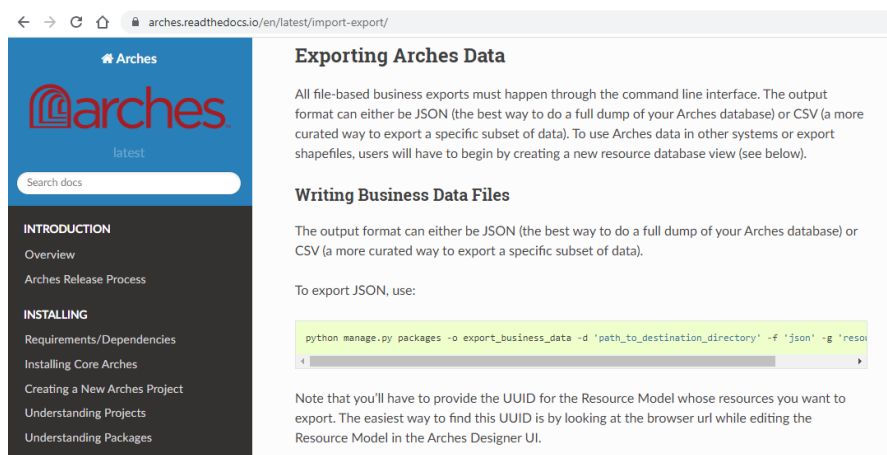 arches.readthedocs.io/en/latest/import-export/
Arches
arches
latest
Search docs
INTRODUCTION
Overview
Arches Release Process
INSTALLING
Requirements/Dependencies
Installing Core Arches
Creating a New Arches Project
Understanding Projects
Understanding Packages
Exporting Arches Data
All file-based business exports must happen through the command line interface. The output
format can either be JSON (the best way to do a full dump of your Arches database) or CSV (a more
curated way to export a specific subset of data). To use Arches data in other systems or export
shapefiles, users will have to begin by creating a new resource database view (see below).
Writing Business Data Files
The output format can either be JSON (the best way to do a full dump of your Arches database) or
CSV (a more curated way to export a specific subset of data).
To export JSON, use:
python manage.py packages -o export_business_data -d 'path_to_destination_directory' -f 'json' -g 'resou
Note that you'll have to provide the UUID for the Resource Model whose resources you want to
export. The easiest way to find this UUID is by looking at the browser url while editing the
Resource Model in the Arches Designer UI.